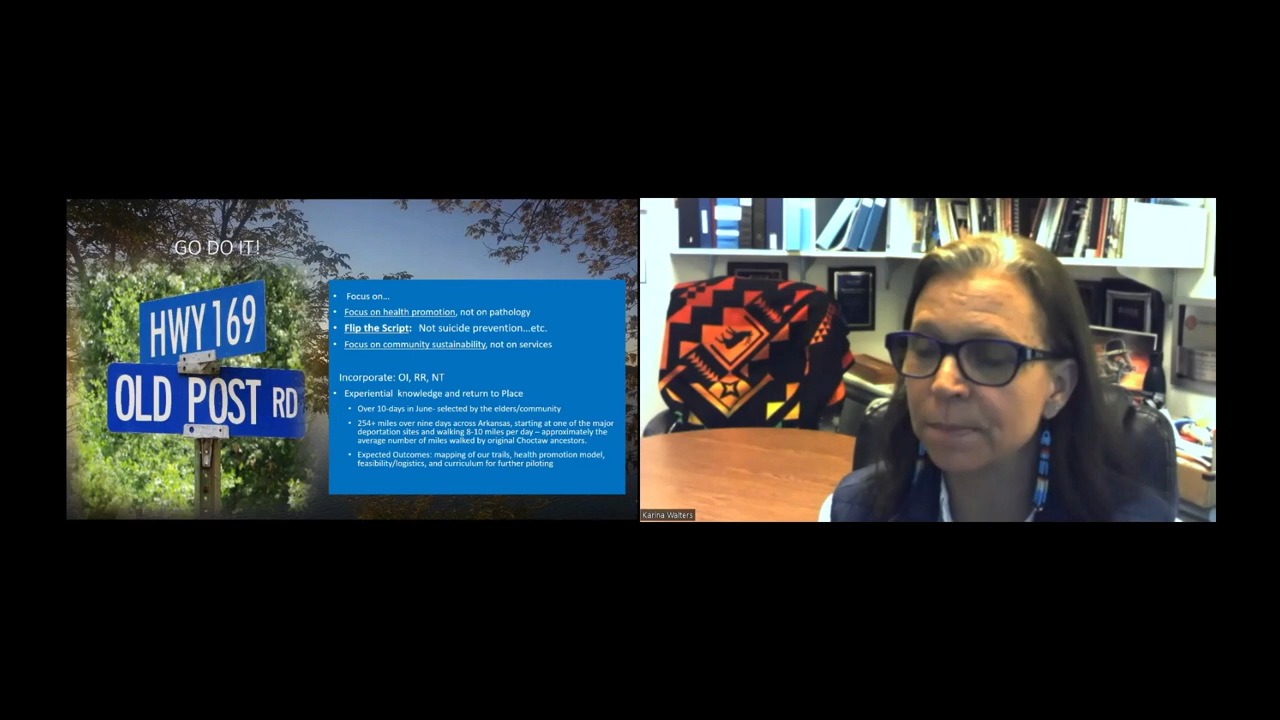 GO DO IT!
HWY 169
OLD POST RD
• Focus on...
• Focus on health promotion, not on pathology
• Flip the Script: Not suicide prevention...etc.
• Focus on community sustainability, not on services
Incorporate: OI, RR, NT
• Experiential knowledge and return to Place
• Over 10-days in June- selected by the elders/community
• 254+ miles over nine days across Arkansas, starting at one of the major
deportation sites and walking 8-10 miles per day – approximately the
average number of miles walked by original Choctaw ancestors.
• Expected Outcomes: mapping of our trails, health promotion model,
feasibility/logistics, and curriculum for further piloting
Karina Walters